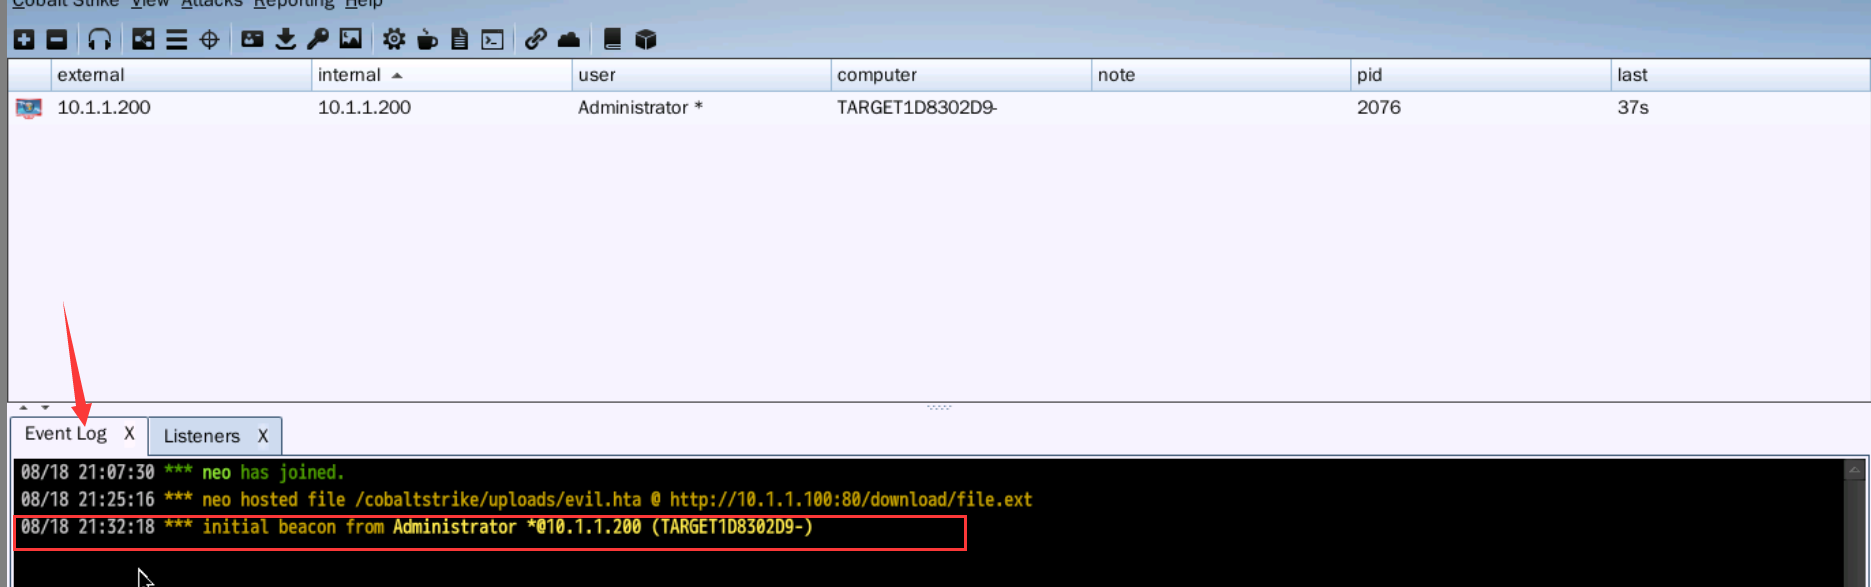 Cobalt Strike View Attacks Reporting Help
external internal user computer note pid last
10.1.1.200 10.1.1.200 Administrator * TARGET1D8302D9- 2076 37s
Event Log X Listeners X
08/18 21:07:30 *** neo has joined.
08/18 21:25:16 *** neo hosted file /cobaltstrike/uploads/evil.hta @ http://10.1.1.100:80/download/file.ext
08/18 21:32:18 *** initial beacon from Administrator *@10.1.1.200 (TARGET1D8302D9-)